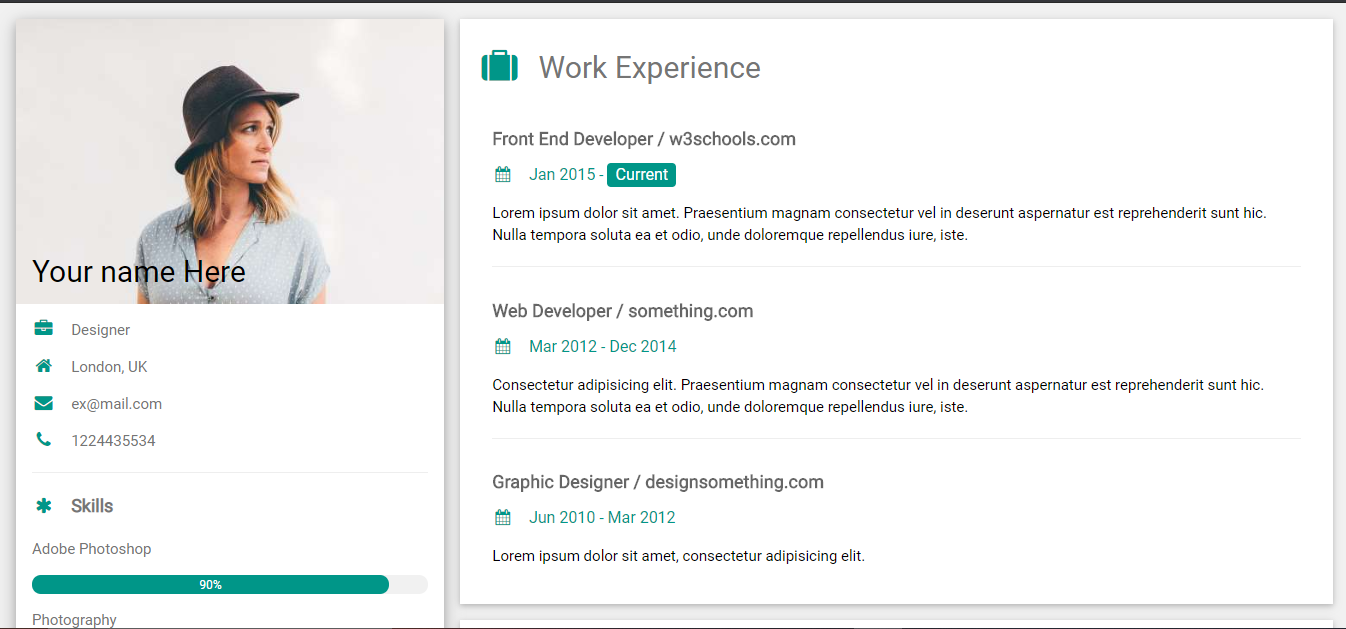 Your name Here
Designer
London, UK
ex@mail.com
1224435534
Skills
Adobe Photoshop
90%
Photography
Work Experience
Front End Developer / w3schools.com
Jan 2015 - Current
Lorem ipsum dolor sit amet. Praesentium magnam consectetur vel in deserunt aspernatur est reprehenderit sunt hic.
Nulla tempora soluta ea et odio, unde doloremque repellendus iure, iste.
Web Developer / something.com
Mar 2012 - Dec 2014
Consectetur adipisicing elit. Praesentium magnam consectetur vel in deserunt aspernatur est reprehenderit sunt hic.
Nulla tempora soluta ea et odio, unde doloremque repellendus iure, iste.
Graphic Designer / designsomething.com
Jun 2010 - Mar 2012
Lorem ipsum dolor sit amet, consectetur adipisicing elit.